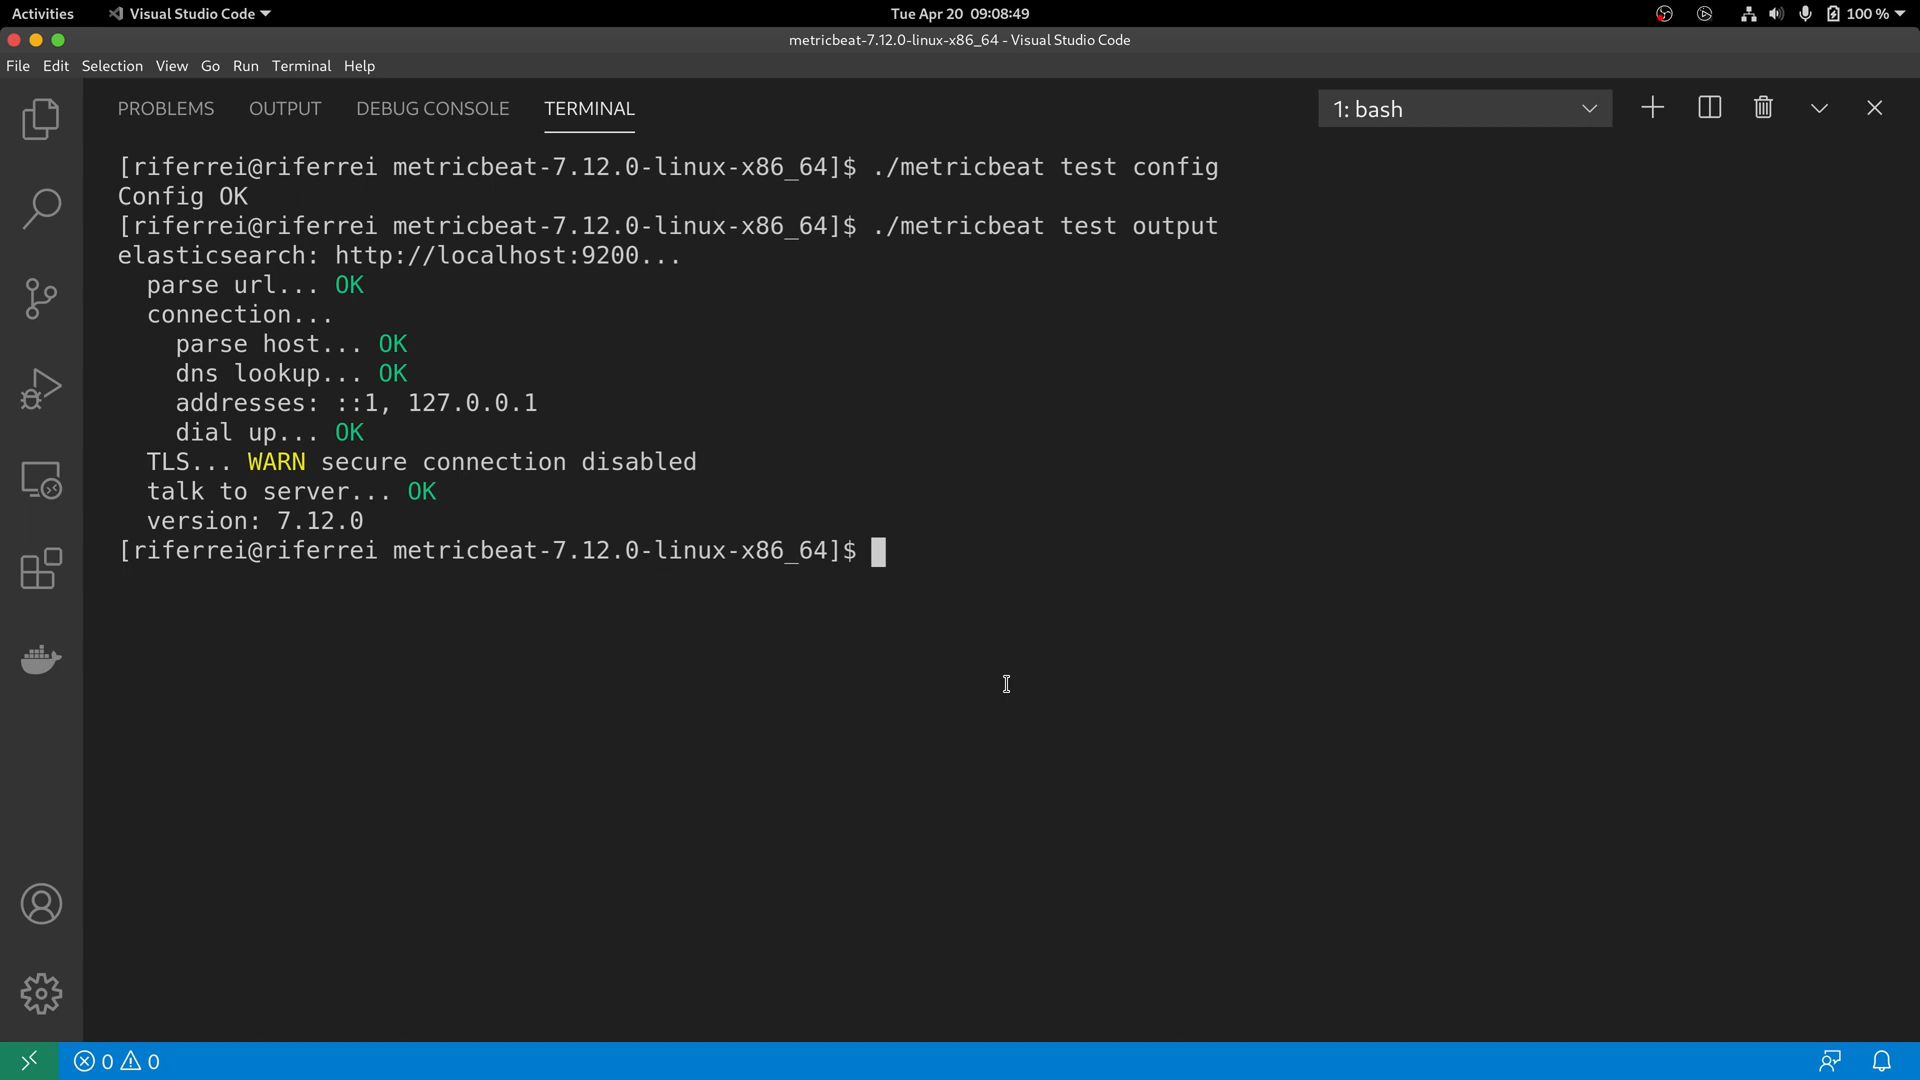 Activities Visual Studio Code Tue Apr 20 09:08:49 100 %
metricbeat-7.12.0-linux-x86_64 - Visual Studio Code
File Edit Selection View Go Run Terminal Help
PROBLEMS OUTPUT DEBUG CONSOLE TERMINAL 1: bash
[riferrei@riferrei metricbeat-7.12.0-linux-x86_64]$ ./metricbeat test config
Config OK
[riferrei@riferrei metricbeat-7.12.0-linux-x86_64]$ ./metricbeat test output
elasticsearch: http://localhost:9200...
  parse url... OK
  connection...
    parse host... OK
    dns lookup... OK
    addresses: ::1, 127.0.0.1
    dial up... OK
  TLS... WARN secure connection disabled
  talk to server... OK
  version: 7.12.0
[riferrei@riferrei metricbeat-7.12.0-linux-x86_64]$
0 0